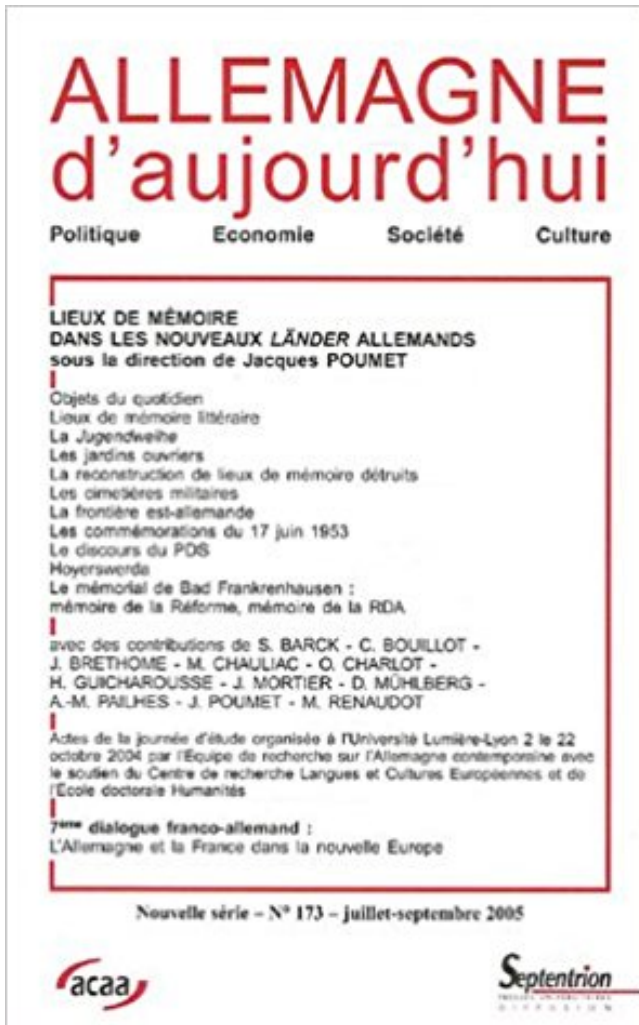 ALLEMAGNE
d'aujourd'hui
Politique Economie Société Culture
LIEUX DE MÉMOIRE
DANS LES NOUVEAUX LÄNDER ALLEMANDS
sous la direction de Jacques POUMET
Objets du quotidien
Lieux de mémoire littéraire
La Jugendweihe
Les jardins ouvriers
La reconstruction de lieux de mémoire détruits
Les cimetières militaires
La frontière est-allemande
Les commémorations du 17 juin 1953
Le discours du PDS
Hoyerswerda
Le mémorial de Bad Frankrenhausen :
mémoire de la Réforme, mémoire de la RDA
avec des contributions de S. BARCK - C. BOUILLOT -
J. BRETHOME - M. CHAULIAC - O. CHARLOT -
H. GUICHAROUSSE - J. MORTIER - D. MÜHLBERG -
A.-M. PAILHES - J. POUMET - M. RENAUDOT
Actes de la journée d'étude organisée à l'Université Lumière-Lyon 2 le 22
octobre 2004 par l'Equipe de recherche sur l'Allemagne contemporaine avec
le soutien du Centre de recherche Langues et Cultures Européennes et de
l'École doctorale Humanités
7ème dialogue franco-allemand :
L'Allemagne et la France dans la nouvelle Europe
Nouvelle série – N° 173 – juillet-septembre 2005
acaa
Septentrion
PRESSES UNIVERSITAIRES
DIFFUSION